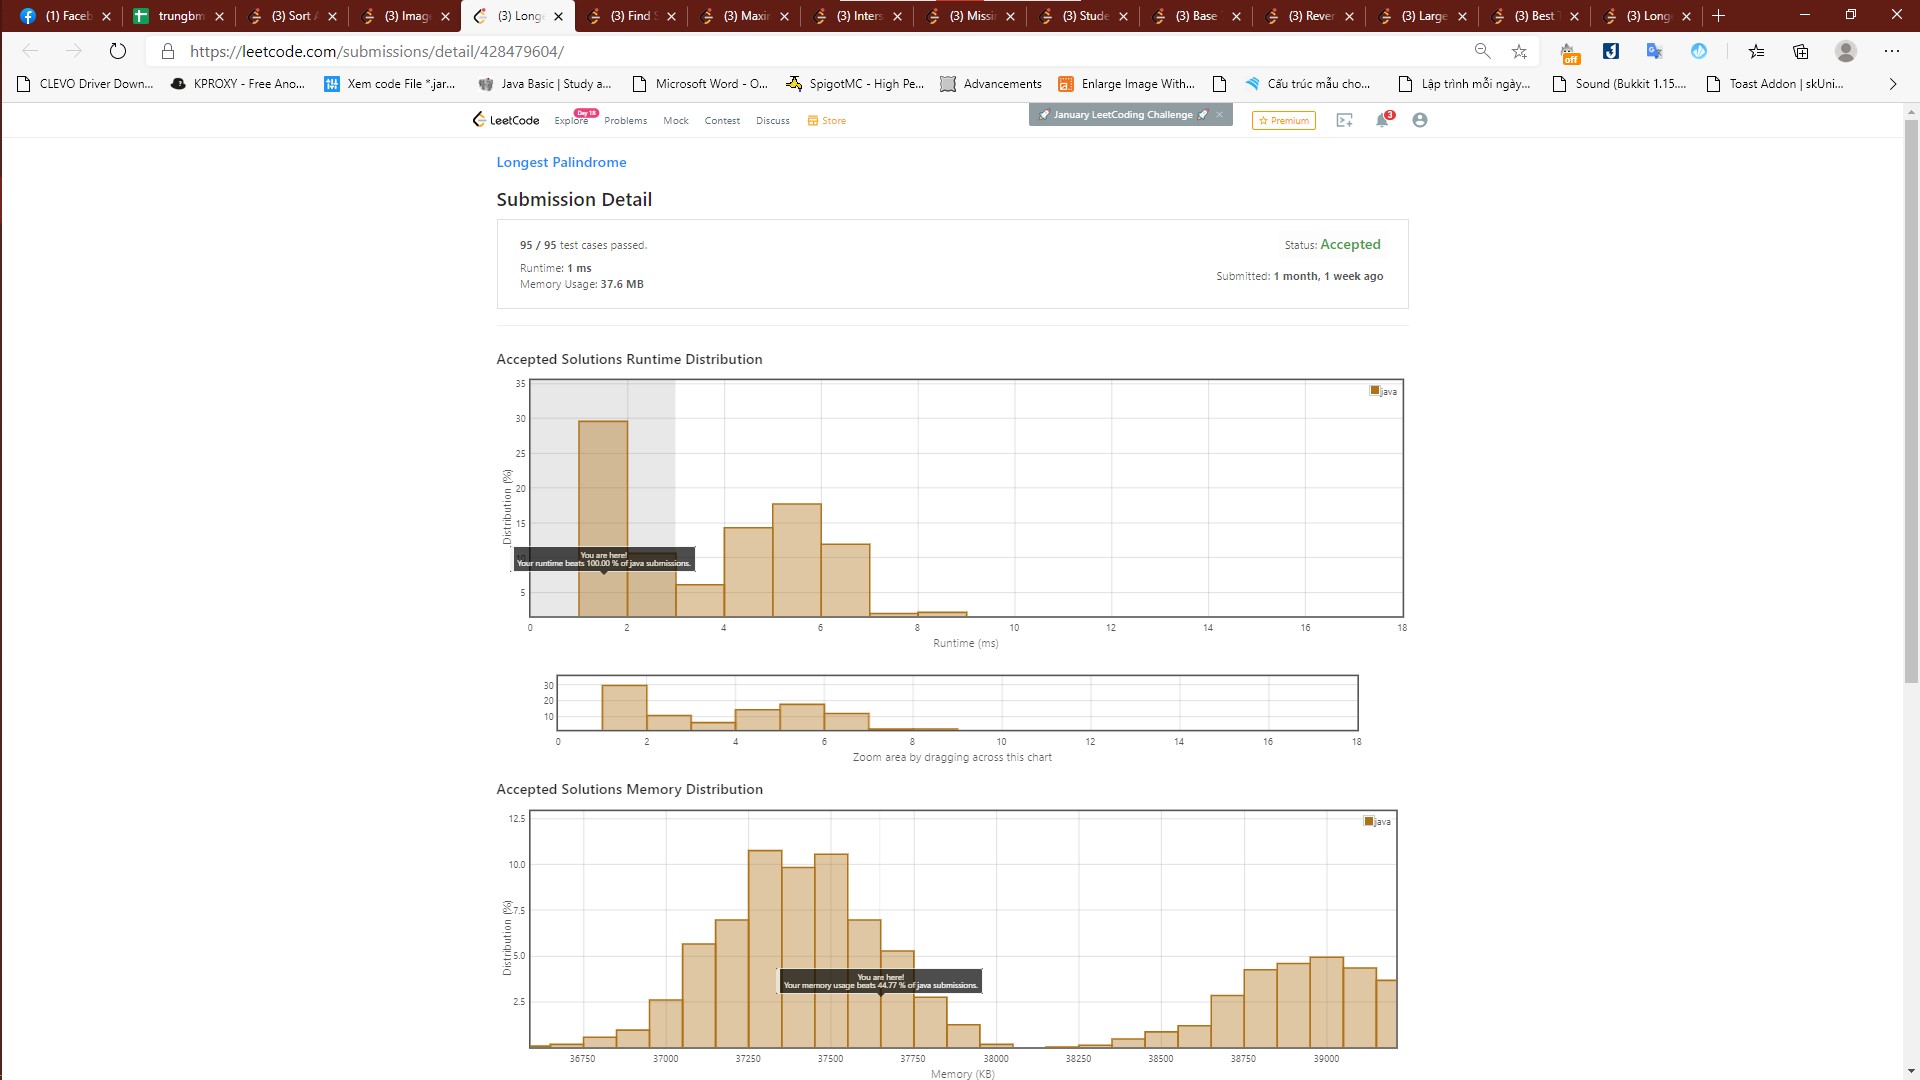 (1) Faceb
trungbm
(3) Sort A
(3) Image
(3) Long
(3) Find S
(3) Maxi
(3) Inters
(3) Missi
(3) Stude
(3) Base
(3) Rever
(3) Large
(3) Best T
(3) Long
https://leetcode.com/submissions/detail/428479604/
off
CLEVO Driver Down...
KPROXY - Free Ano...
Xem code File *.jar...
Java Basic | Study a...
Microsoft Word - O...
SpigotMC - High Pe...
Advancements
Enlarge Image With...
Cấu trúc mẫu cho...
Lập trình mỗi ngày...
Sound (Bukkit 1.15....
Toast Addon | skUni...
LeetCode
Explore
Day 18
Problems
Mock
Contest
Discuss
Store
January LeetCoding Challenge
Premium
3
Longest Palindrome
Submission Detail
95 / 95 test cases passed.
Status: Accepted
Runtime: 1 ms
Submitted: 1 month, 1 week ago
Memory Usage: 37.6 MB
Accepted Solutions Runtime Distribution
35
30
25
20
15
10
5
Distribution (%)
java
You are here!
Your runtime beats 100.00 % of java submissions.
0 2 4 6 8 10 12 14 16 18
Runtime (ms)
30
20
10
0 2 4 6 8 10 12 14 16 18
Zoom area by dragging across this chart
Accepted Solutions Memory Distribution
12.5
10.0
7.5
5.0
2.5
Distribution (%)
java
You are here!
Your memory usage beats 44.77 % of java submissions.
36750 37000 37250 37500 37750 38000 38250 38500 38750 39000
Memory (KB)